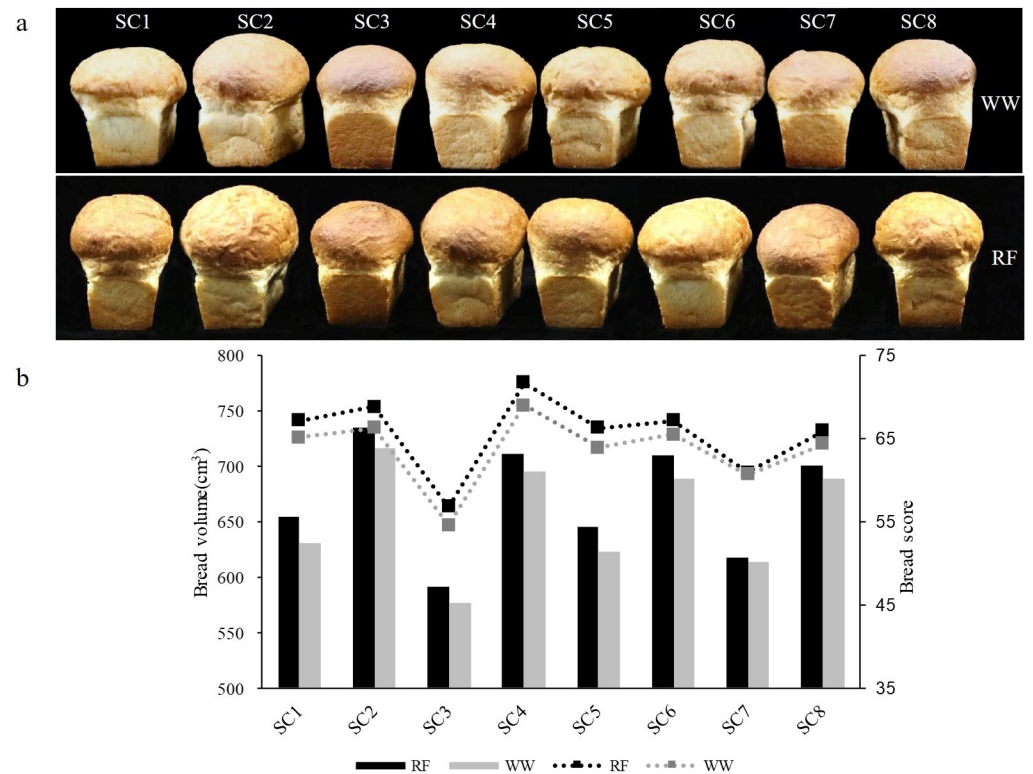 a
SC1 SC2 SC3 SC4 SC5 SC6 SC7 SC8
WW
RF
b
800
750
700
650
600
550
500
Bread volume(cm³)
75
65
55
45
35
Bread score
SC1 SC2 SC3 SC4 SC5 SC6 SC7 SC8
RF WW RF WW